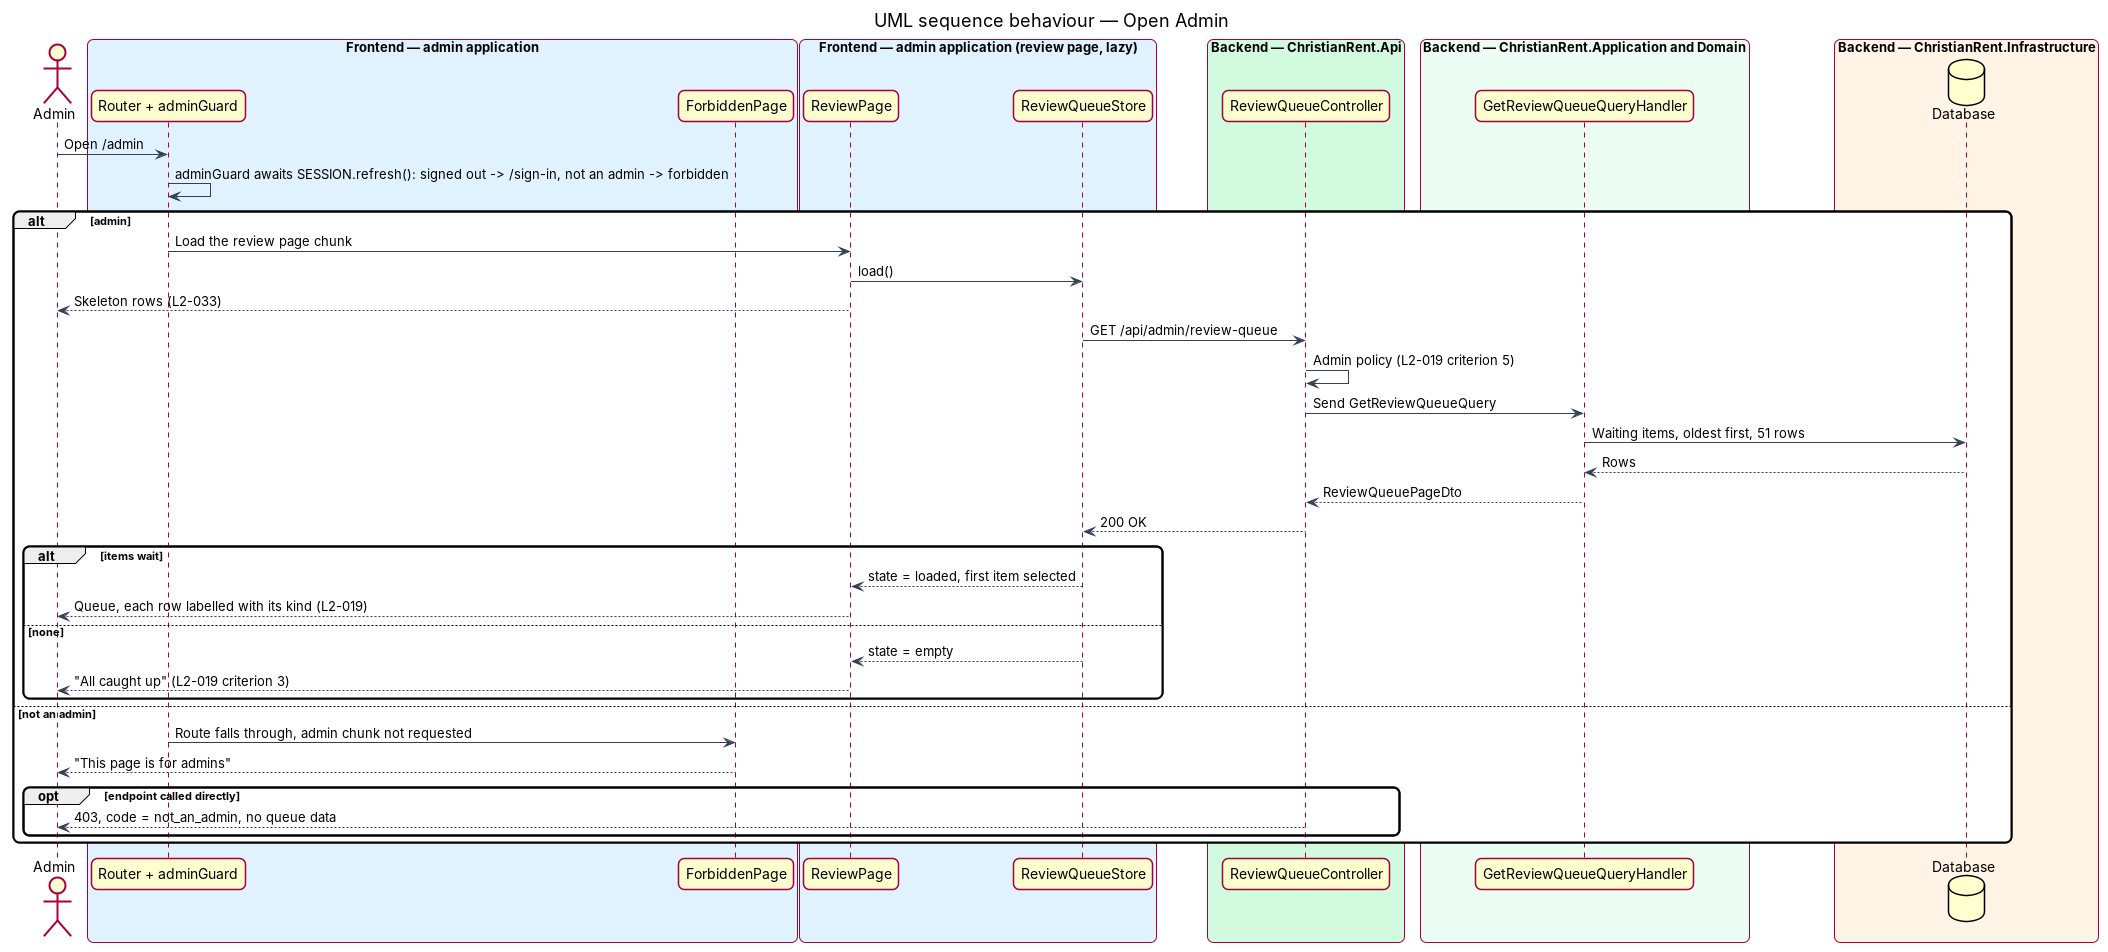 UML sequence behaviour — Open Admin
Frontend — admin application
Frontend — admin application (review page, lazy)
Backend — ChristianRent.Api
Backend — ChristianRent.Application and Domain
Backend — ChristianRent.Infrastructure
Admin
Router + adminGuard
ForbiddenPage
ReviewPage
ReviewQueueStore
ReviewQueueController
GetReviewQueueQueryHandler
Database
Open /admin
adminGuard awaits SESSION.refresh(): signed out -> /sign-in, not an admin -> forbidden
alt [admin]
Load the review page chunk
load()
Skeleton rows (L2-033)
GET /api/admin/review-queue
Admin policy (L2-019 criterion 5)
Send GetReviewQueueQuery
Waiting items, oldest first, 51 rows
Rows
ReviewQueuePageDto
200 OK
alt [items wait]
state = loaded, first item selected
Queue, each row labelled with its kind (L2-019)
[none]
state = empty
"All caught up" (L2-019 criterion 3)
[not an admin]
Route falls through, admin chunk not requested
"This page is for admins"
opt [endpoint called directly]
403, code = not_an_admin, no queue data
Admin
Router + adminGuard
ForbiddenPage
ReviewPage
ReviewQueueStore
ReviewQueueController
GetReviewQueueQueryHandler
Database